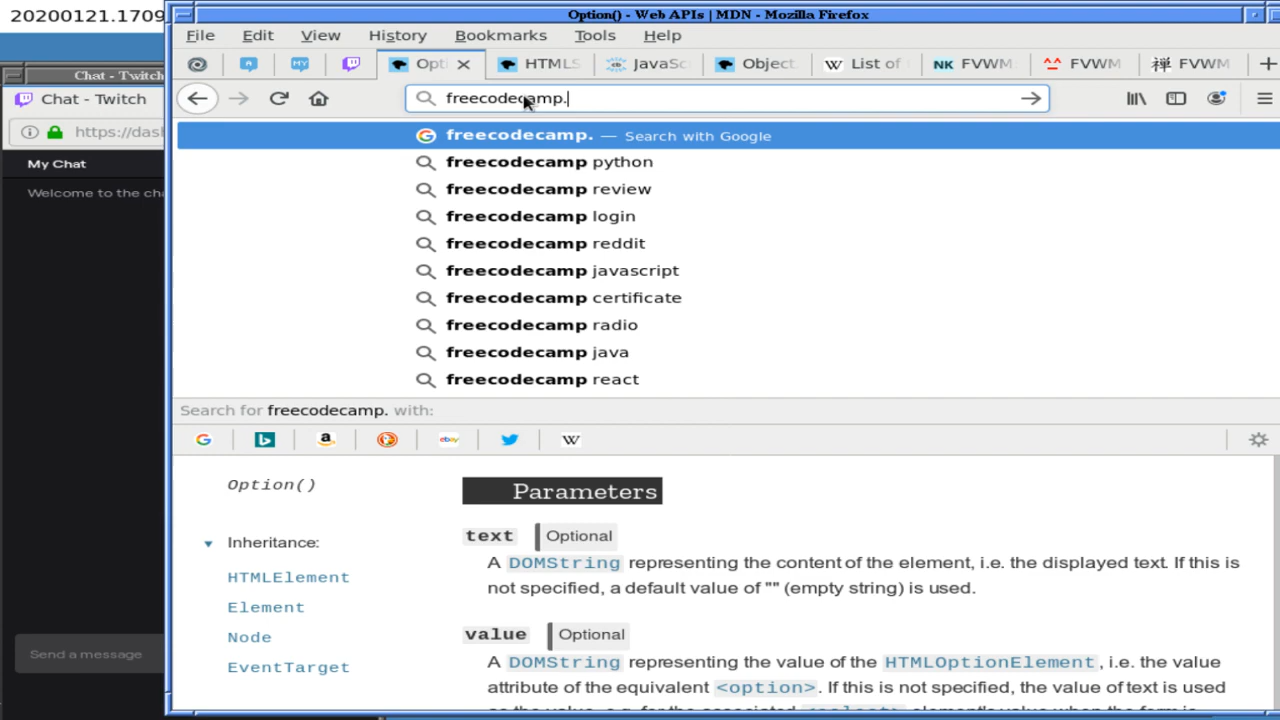 20200121.1709
Option() - Web APIs | MDN - Mozilla Firefox
File Edit View History Bookmarks Tools Help
Chat - Twitch
Opti HTMLS JavaSc Object. List of NK FVWM FVWM 禅 FVWM
Chat - Twitch
freecodecamp.
https://dash
freecodecamp. — Search with Google
My Chat
freecodecamp python
Welcome to the cha
freecodecamp review
freecodecamp login
freecodecamp reddit
freecodecamp javascript
freecodecamp certificate
freecodecamp radio
freecodecamp java
freecodecamp react
Search for freecodecamp. with:
Option()
Parameters
text Optional
Inheritance:
A DOMString representing the content of the element, i.e. the displayed text. If this is
not specified, a default value of "" (empty string) is used.
HTMLElement
Element
Node
EventTarget
value Optional
Send a message
A DOMString representing the value of the HTMLOptionElement, i.e. the value
attribute of the equivalent <option>. If this is not specified, the value of text is used